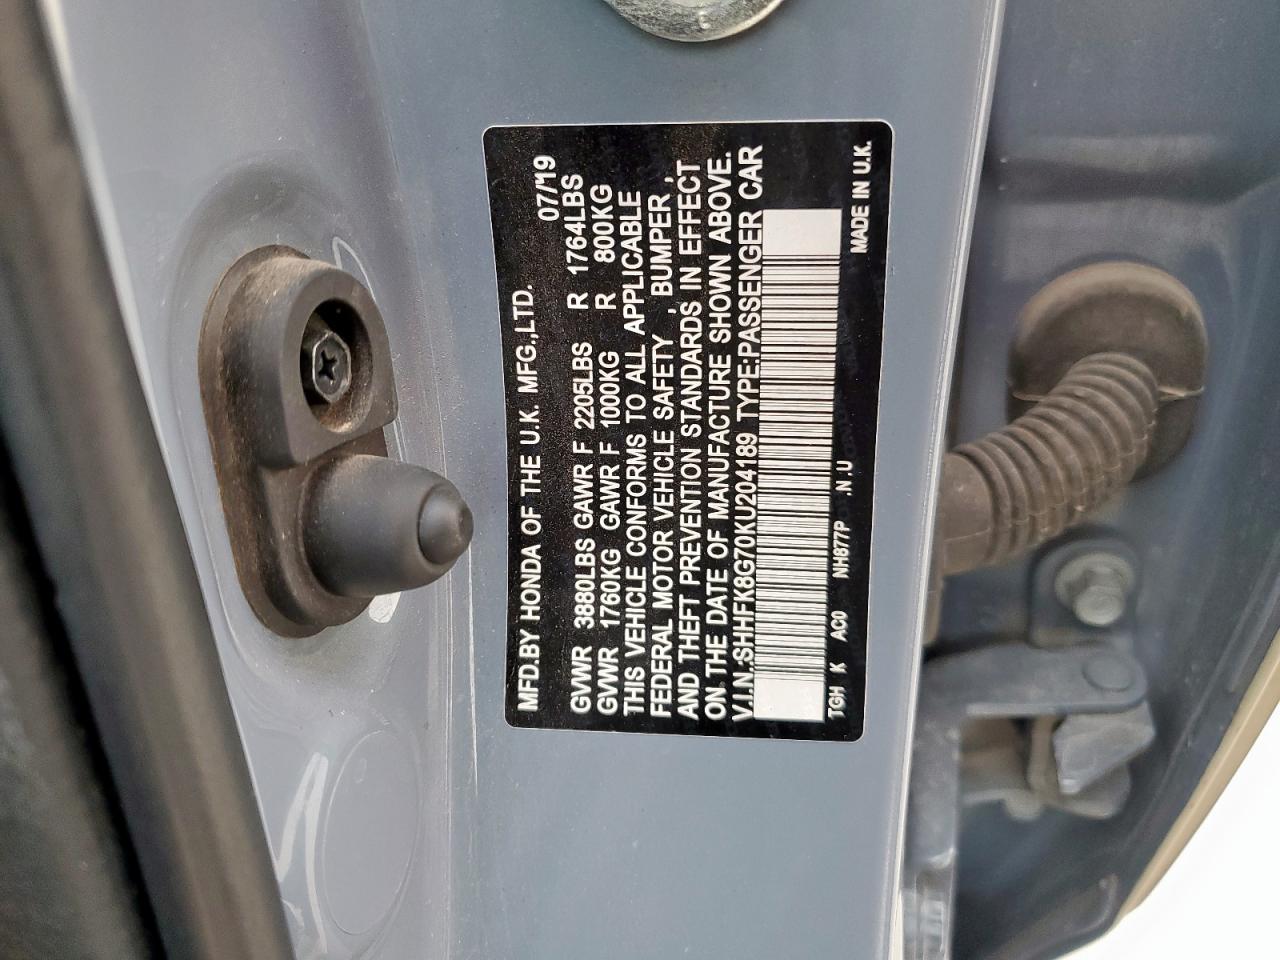 MFD.BY HONDA OF THE U.K. MFG.,LTD. 07/19
GVWR 3880LBS GAWR F 2205LBS R 1764LBS
GVWR 1760KG GAWR F 1000KG R 800KG
THIS VEHICLE CONFORMS TO ALL APPLICABLE
FEDERAL MOTOR VEHICLE SAFETY , BUMPER ,
AND THEFT PREVENTION STANDARDS IN EFFECT
ON THE DATE OF MANUFACTURE SHOWN ABOVE.
V.I.N.:SHHFK8G70KU204189 TYPE:PASSENGER CAR
TGH K AC0 NH877P .N.U MADE IN U.K.